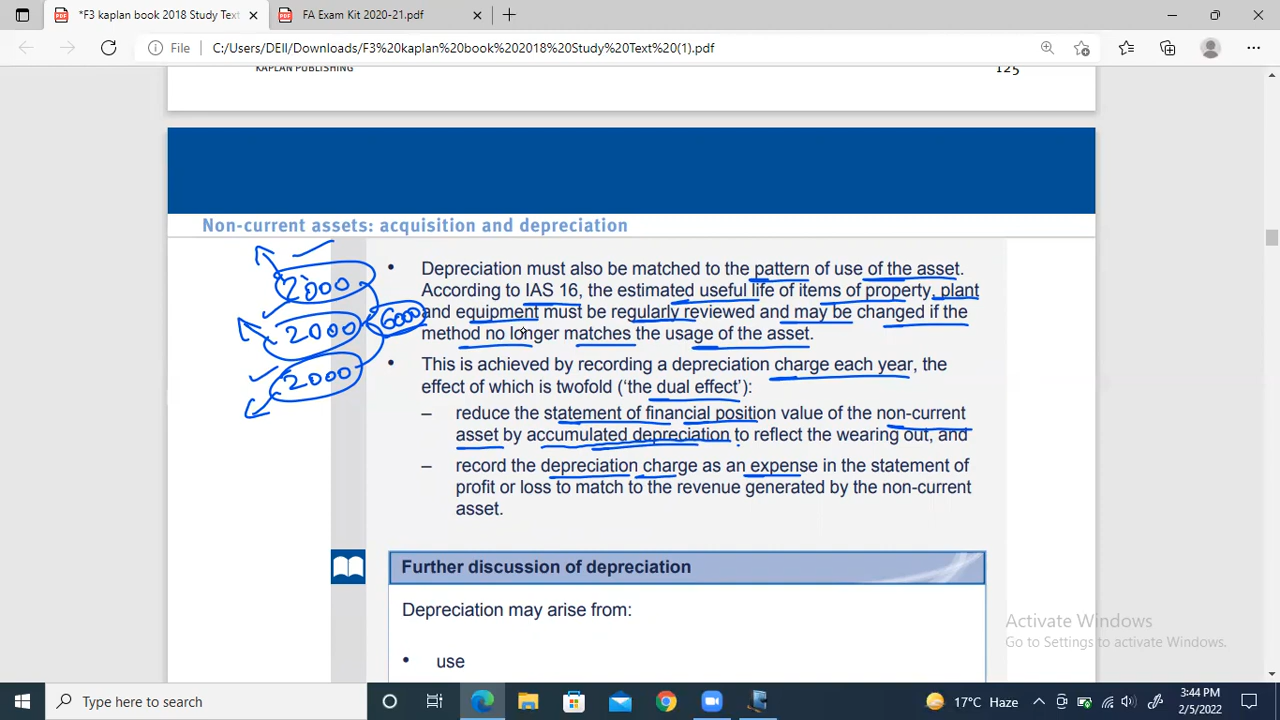 *F3 kaplan book 2018 Study Text
FA Exam Kit 2020-21.pdf
File
C:/Users/DEll/Downloads/F3%20kaplan%20book%202018%20Study%20Text%20(1).pdf
KAPLAN PUBLISHING
125
Non-current assets: acquisition and depreciation
2000
2000
6000
2000
• Depreciation must also be matched to the pattern of use of the asset.
According to IAS 16, the estimated useful life of items of property, plant
and equipment must be regularly reviewed and may be changed if the
method no longer matches the usage of the asset.
• This is achieved by recording a depreciation charge each year, the
effect of which is twofold (‘the dual effect’):
– reduce the statement of financial position value of the non-current
asset by accumulated depreciation to reflect the wearing out, and
– record the depreciation charge as an expense in the statement of
profit or loss to match to the revenue generated by the non-current
asset.
Further discussion of depreciation
Depreciation may arise from:
• use
Activate Windows
Go to Settings to activate Windows.
Type here to search
17°C Haze
3:44 PM
2/5/2022